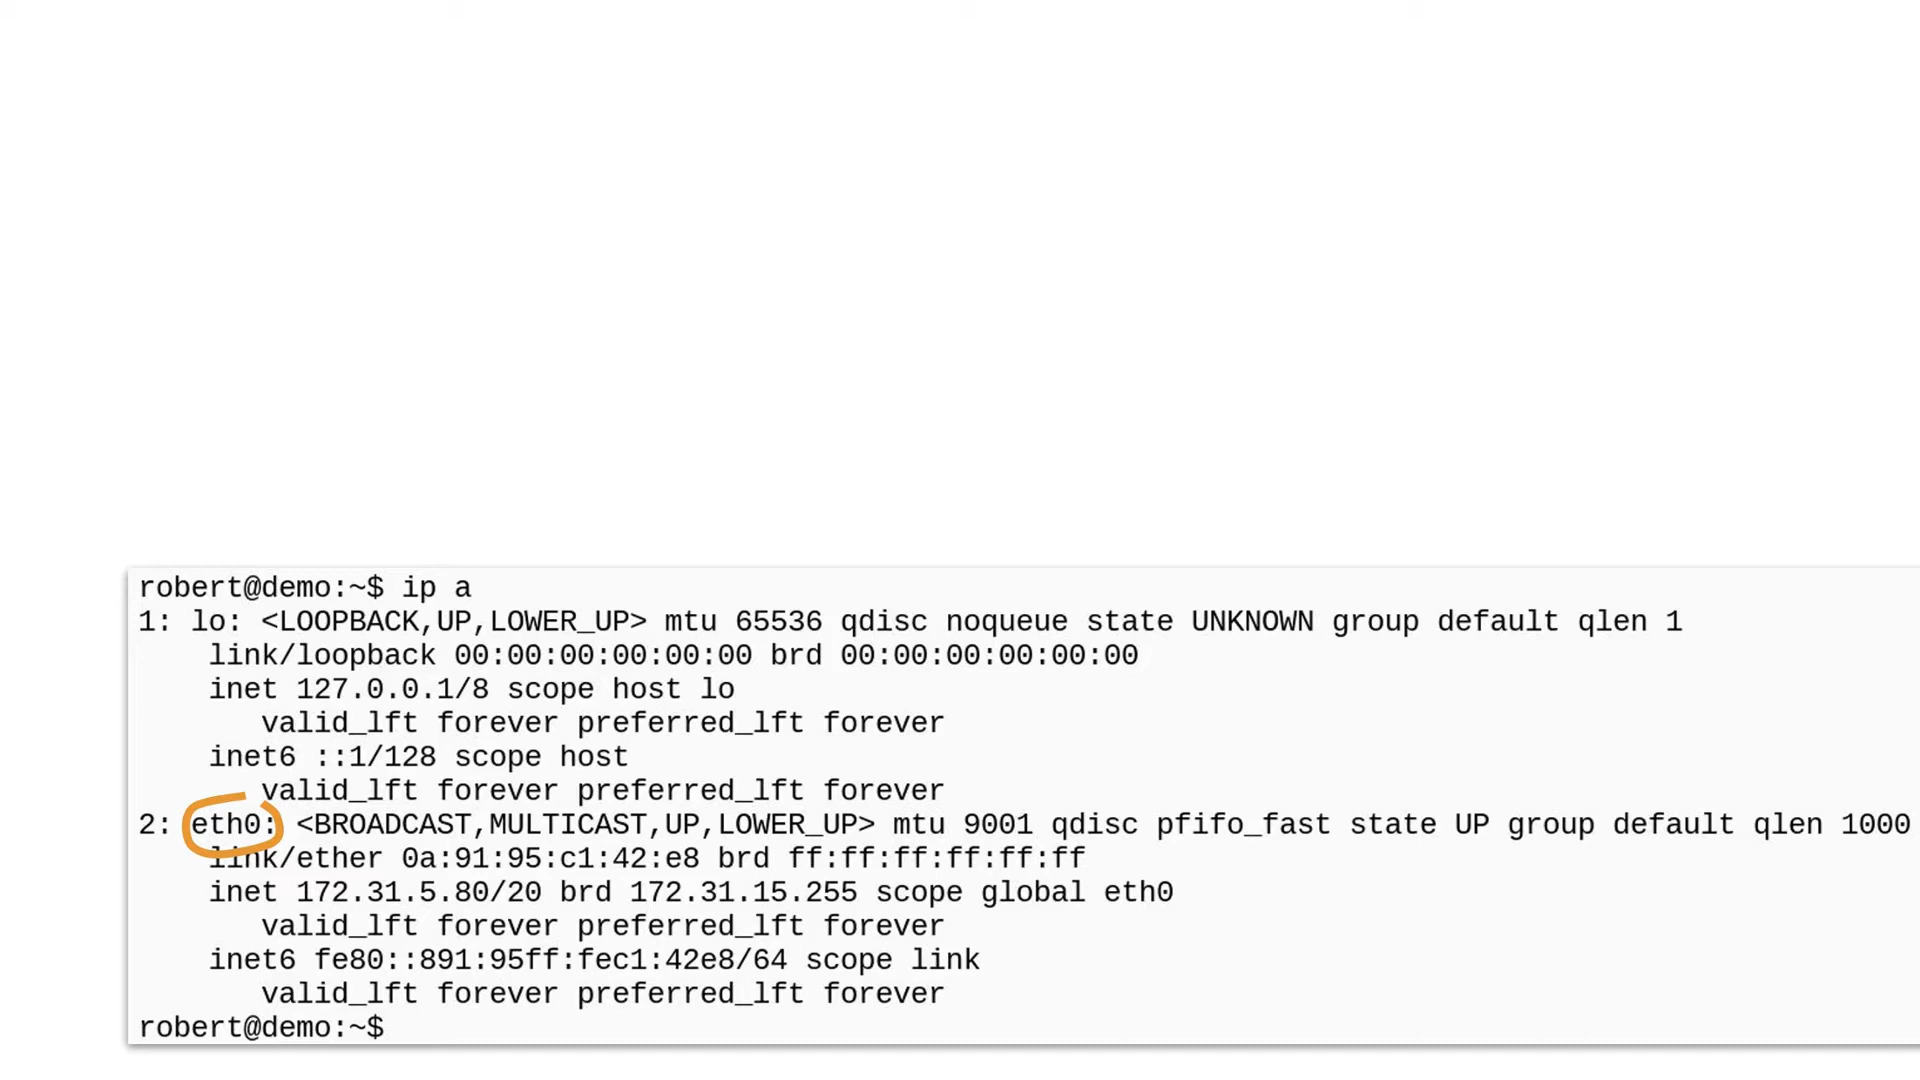 robert@demo:~$ ip a
1: lo: <LOOPBACK,UP,LOWER_UP> mtu 65536 qdisc noqueue state UNKNOWN group default qlen 1
link/loopback 00:00:00:00:00:00 brd 00:00:00:00:00:00
inet 127.0.0.1/8 scope host lo
valid_lft forever preferred_lft forever
inet6 ::1/128 scope host
valid_lft forever preferred_lft forever
2: eth0: <BROADCAST,MULTICAST,UP,LOWER_UP> mtu 9001 qdisc pfifo_fast state UP group default qlen 1000
link/ether 0a:91:95:c1:42:e8 brd ff:ff:ff:ff:ff:ff
inet 172.31.5.80/20 brd 172.31.15.255 scope global eth0
valid_lft forever preferred_lft forever
inet6 fe80::891:95ff:fec1:42e8/64 scope link
valid_lft forever preferred_lft forever
robert@demo:~$